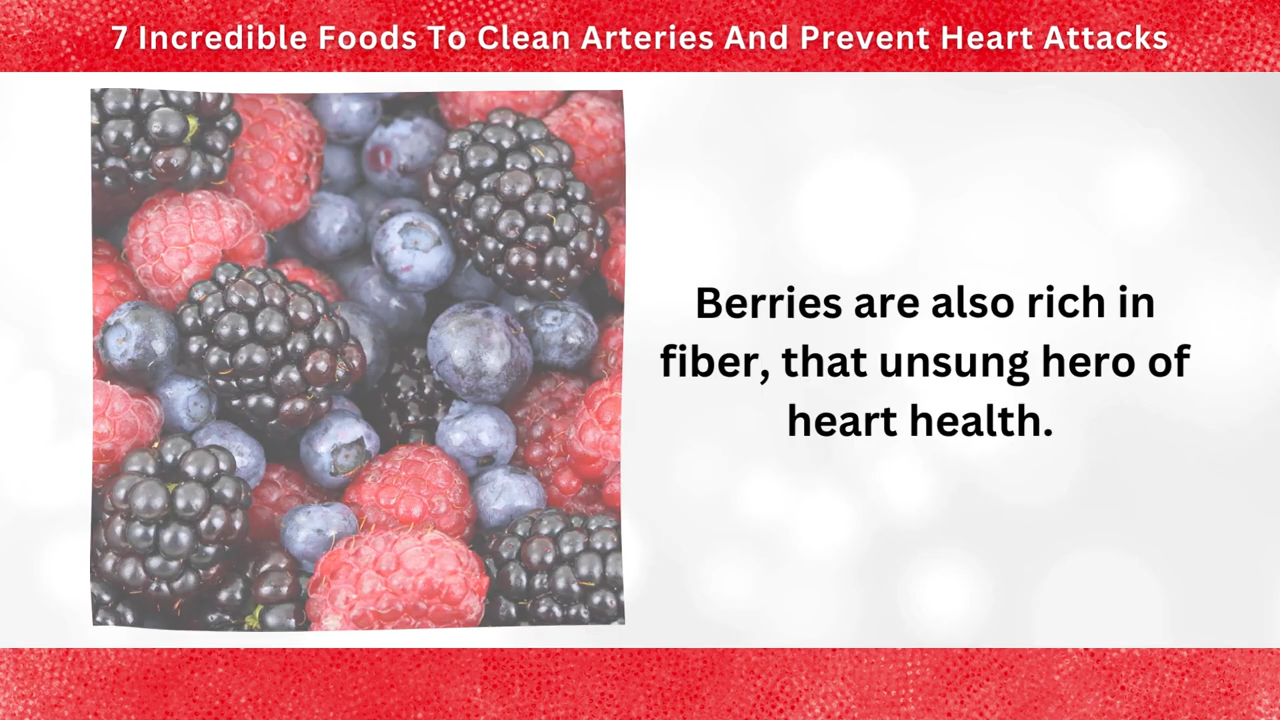 7 Incredible Foods To Clean Arteries And Prevent Heart Attacks
Berries are also rich in
fiber, that unsung hero of
heart health.